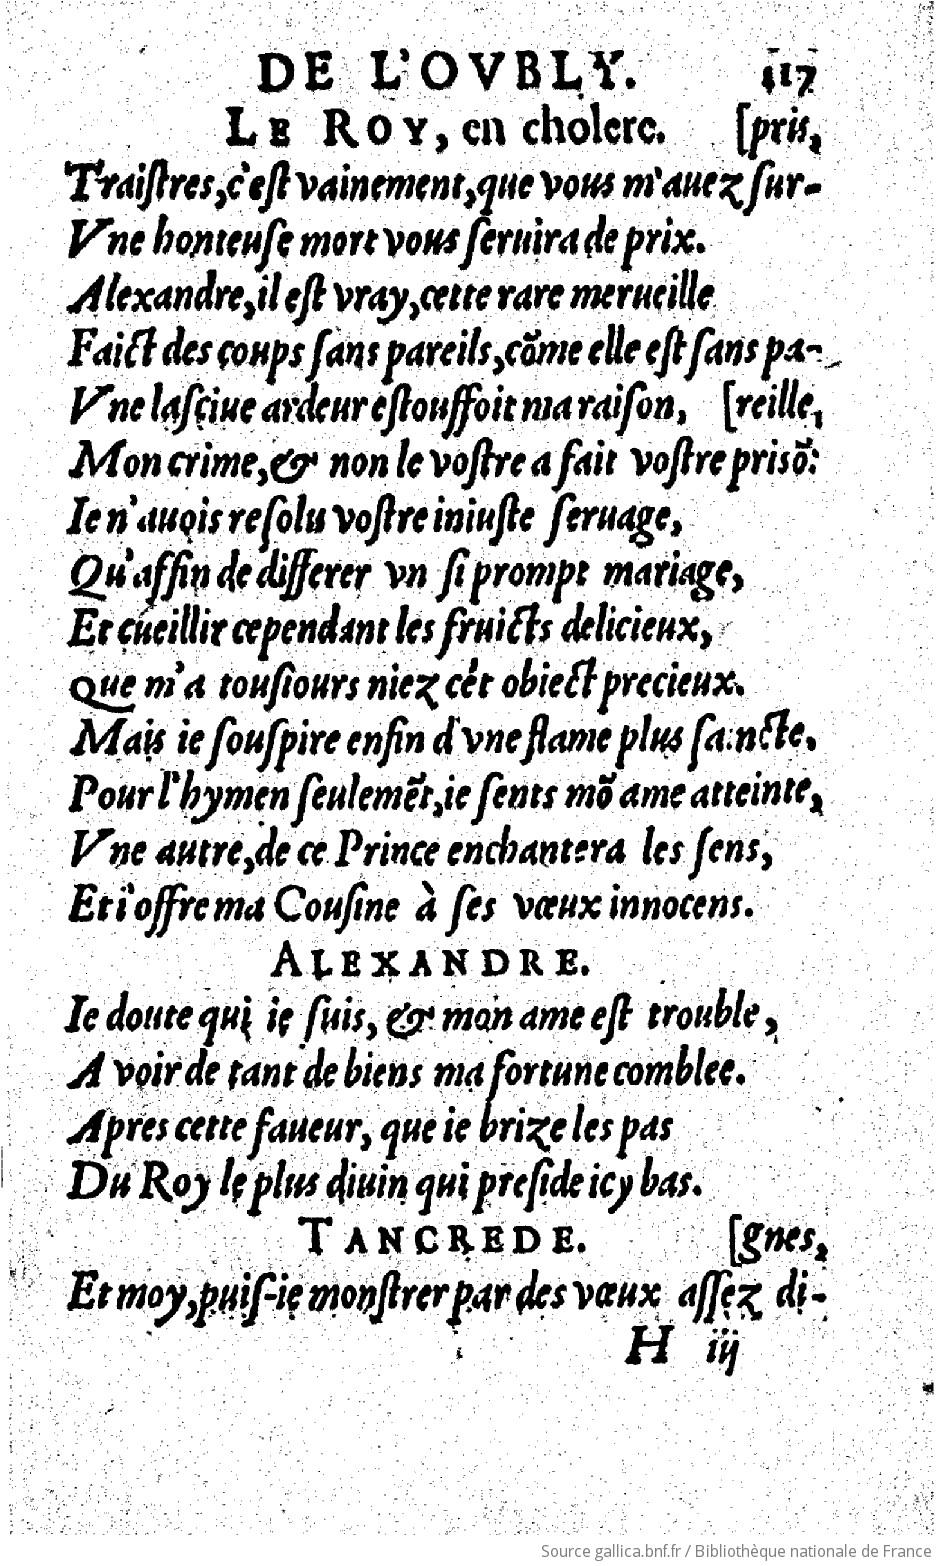 DE L'OVBLY. 117
LE ROY, en cholere. [pris,
Traiſtres,c'eſt vainement,que vous m'auez ſur-
Vne honteuſe mort vous ſeruira de prix.
Alexandre,il eſt vray,cette rare merueille
Faict des coups ſans pareils,cõme elle eſt ſans pa-
Vne laſciue ardeur eſtouffoit ma raiſon, [reille,
Mon crime,& non le voſtre a fait voſtre prisõ:
Ie n'auois reſolu voſtre iniuſte ſeruage,
Qu'affin de differer vn ſi prompt mariage,
Et cueillir cependant les fruicts delicieux,
Que m'a touſiours niez cét obiect precieux.
Mais ie ſouſpire enfin d'vne flame plus ſaincte,
Pour l'hymen ſeulemẽt,ie ſents mõ ame atteinte,
Vne autre,de ce Prince enchantera les ſens,
Et i'offre ma Couſine à ſes vœux innocens.
ALEXANDRE.
Ie doute qui ie ſuis, & mon ame eſt trouble,
A voir de tant de biens ma fortune comblee.
Apres cette faueur, que ie brize les pas
Du Roy le plus diuin qui preſide icy bas.
TANCREDE. [gnes,
Et moy,puiſ-ie monſtrer par des vœux aſſez di-
H iij
Source gallica.bnf.fr / Bibliothèque nationale de France